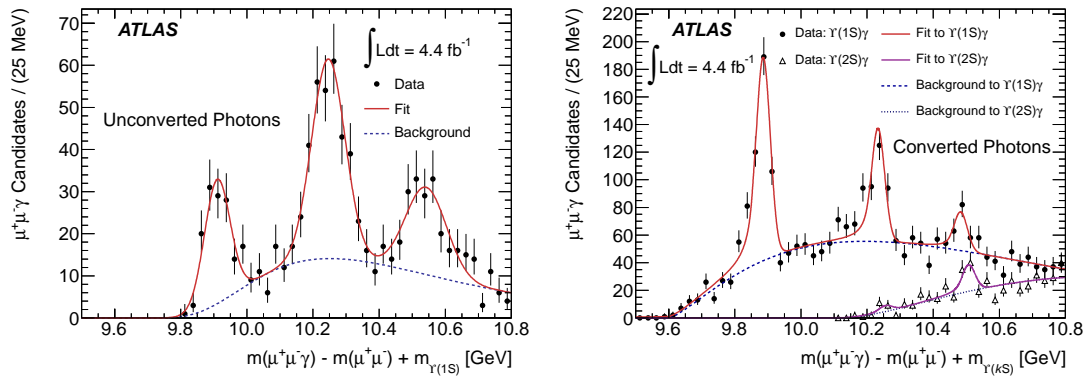 μ⁺μ⁻γ Candidates / (25 MeV)
70
60
50
40
30
20
10
0
ATLAS
∫Ldt = 4.4 fb⁻¹
Data
Fit
Background
Unconverted Photons
9.6 9.8 10.0 10.2 10.4 10.6 10.8
m(μ⁺μ⁻γ) - m(μ⁺μ⁻) + m_Υ(1S) [GeV]
μ⁺μ⁻γ Candidates / (25 MeV)
220
200
180
160
140
120
100
80
60
40
20
0
ATLAS
∫Ldt = 4.4 fb⁻¹
Data: Υ(1S)γ
Data: Υ(2S)γ
Fit to Υ(1S)γ
Fit to Υ(2S)γ
Background to Υ(1S)γ
Background to Υ(2S)γ
Converted Photons
9.6 9.8 10.0 10.2 10.4 10.6 10.8
m(μ⁺μ⁻γ) - m(μ⁺μ⁻) + m_Υ(kS) [GeV]